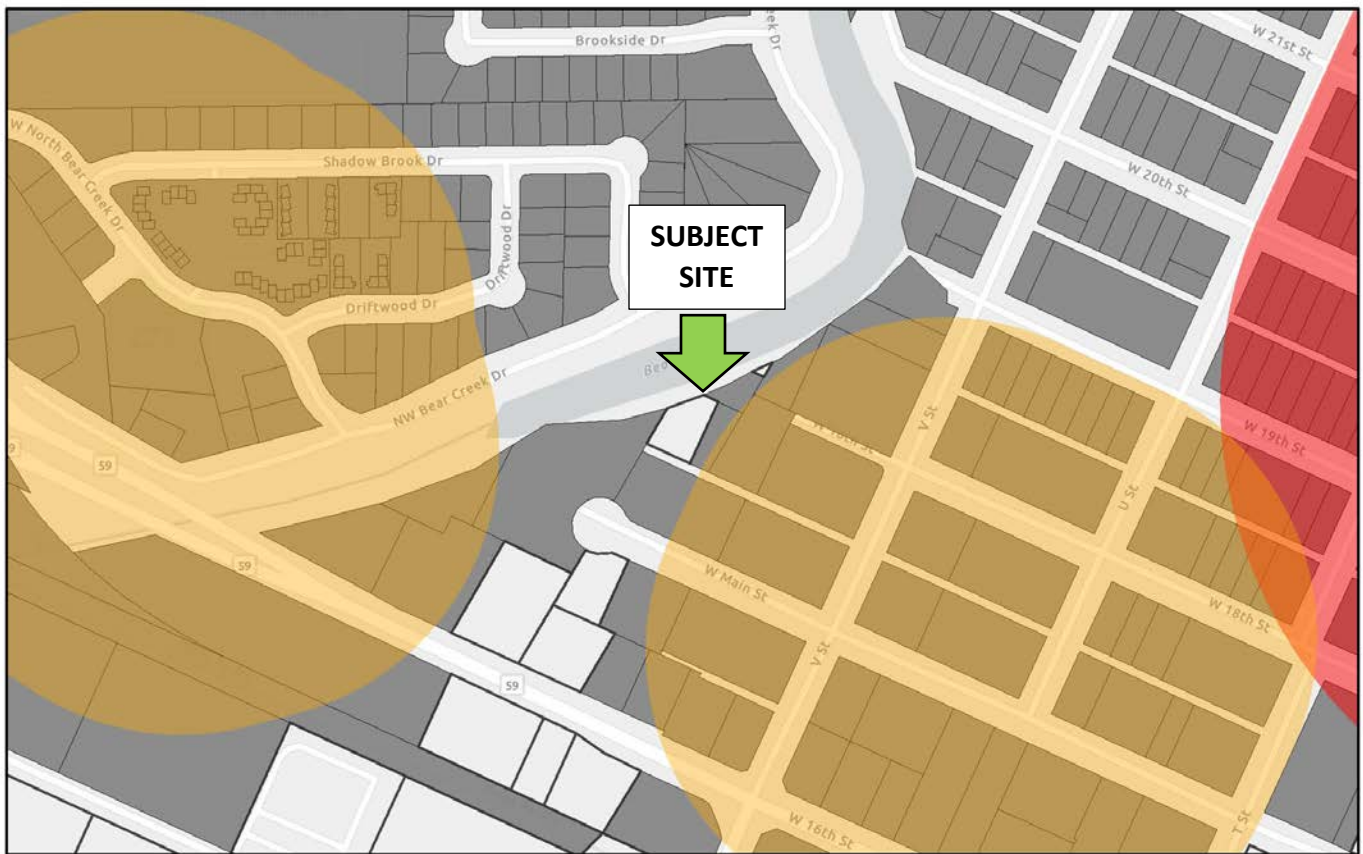 Brookside Dr
ek Dr
W 21st St
W North Bear Creek Dr
Shadow Brook Dr
W 20th St
SUBJECT
SITE
Driftwood Dr
Driftwood Dr
NW Bear Creek Dr
V St
W 19th St
59
U St
59
W Main St
W 18th St
V St
59
W 16th St
T St